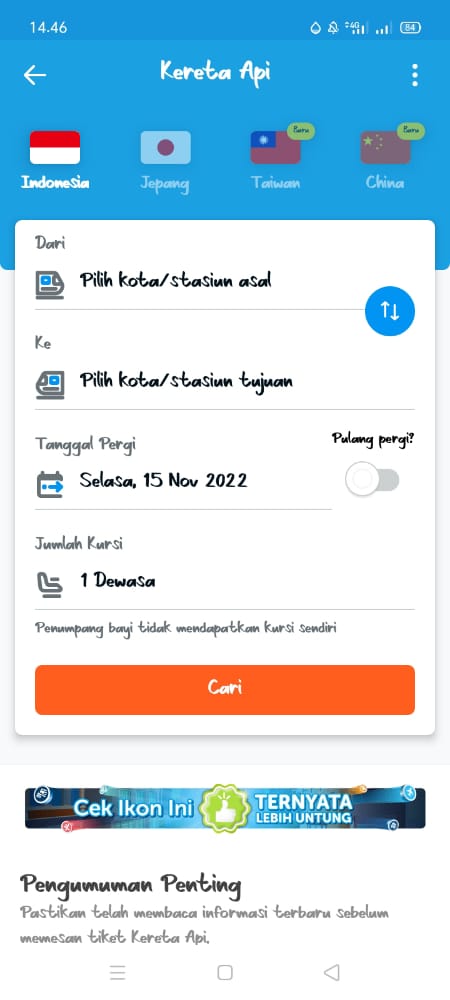 14.46
4G
84
Kereta Api
Baru
Baru
Indonesia
Jepang
Taiwan
China
Dari
Pilih kota/stasiun asal
Ke
Pilih kota/stasiun tujuan
Tanggal Pergi
Pulang pergi?
Selasa, 15 Nov 2022
Jumlah Kursi
1 Dewasa
Penumpang bayi tidak mendapatkan kursi sendiri
Cari
Cek Ikon Ini
TERNYATA
LEBIH UNTUNG
Pengumuman Penting
Pastikan telah membaca informasi terbaru sebelum
memesan tiket Kereta Api.